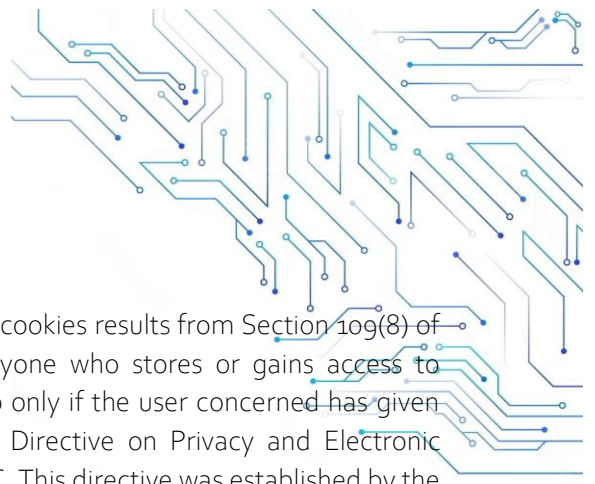 cookies results from Section 109(8) of
yone who stores or gains access to
o only if the user concerned has given
Directive on Privacy and Electronic
This directive was established by the